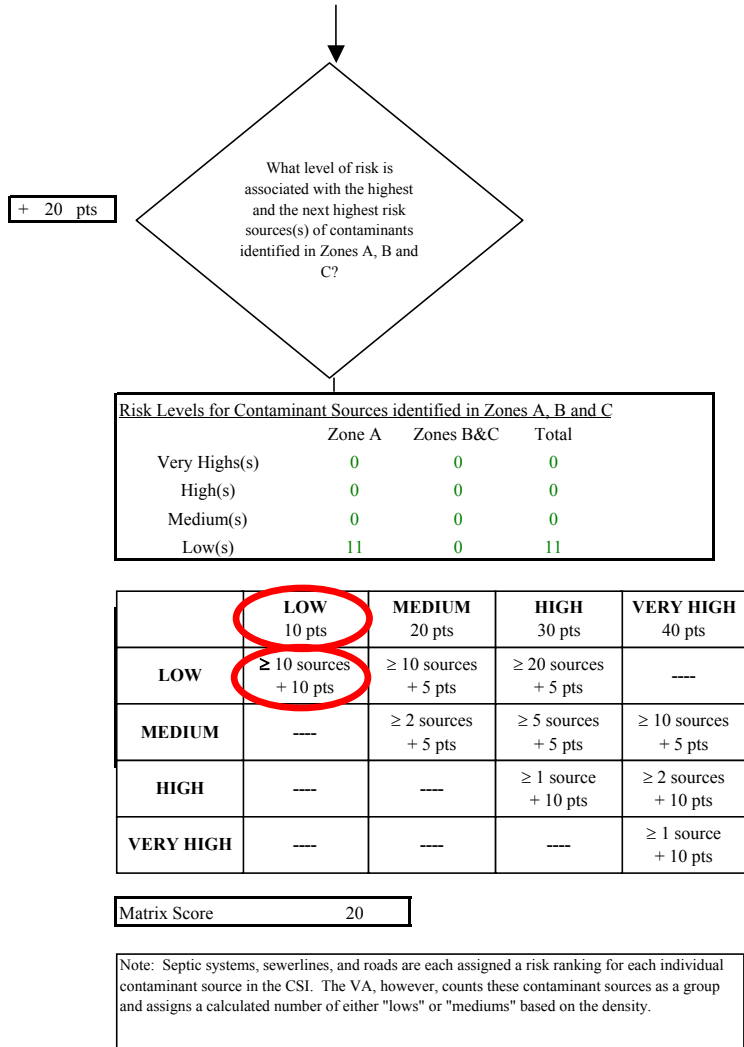 What level of risk is
associated with the highest
and the next highest risk
sources(s) of contaminants
identified in Zones A, B and
C?
+ 20 pts
Risk Levels for Contaminant Sources identified in Zones A, B and C
Zone A Zones B&C Total
Very Highs(s) 0 0 0
High(s) 0 0 0
Medium(s) 0 0 0
Low(s) 11 0 11
LOW MEDIUM HIGH VERY HIGH
10 pts 20 pts 30 pts 40 pts
LOW ≥ 10 sources ≥ 10 sources ≥ 20 sources ----
+ 10 pts + 5 pts + 5 pts
MEDIUM ---- ≥ 2 sources ≥ 5 sources ≥ 10 sources
+ 5 pts + 5 pts + 5 pts
HIGH ---- ---- ≥ 1 source ≥ 2 sources
+ 10 pts + 10 pts
VERY HIGH ---- ---- ---- ≥ 1 source
+ 10 pts
Matrix Score 20
Note: Septic systems, sewerlines, and roads are each assigned a risk ranking for each individual
contaminant source in the CSI. The VA, however, counts these contaminant sources as a group
and assigns a calculated number of either "lows" or "mediums" based on the density.